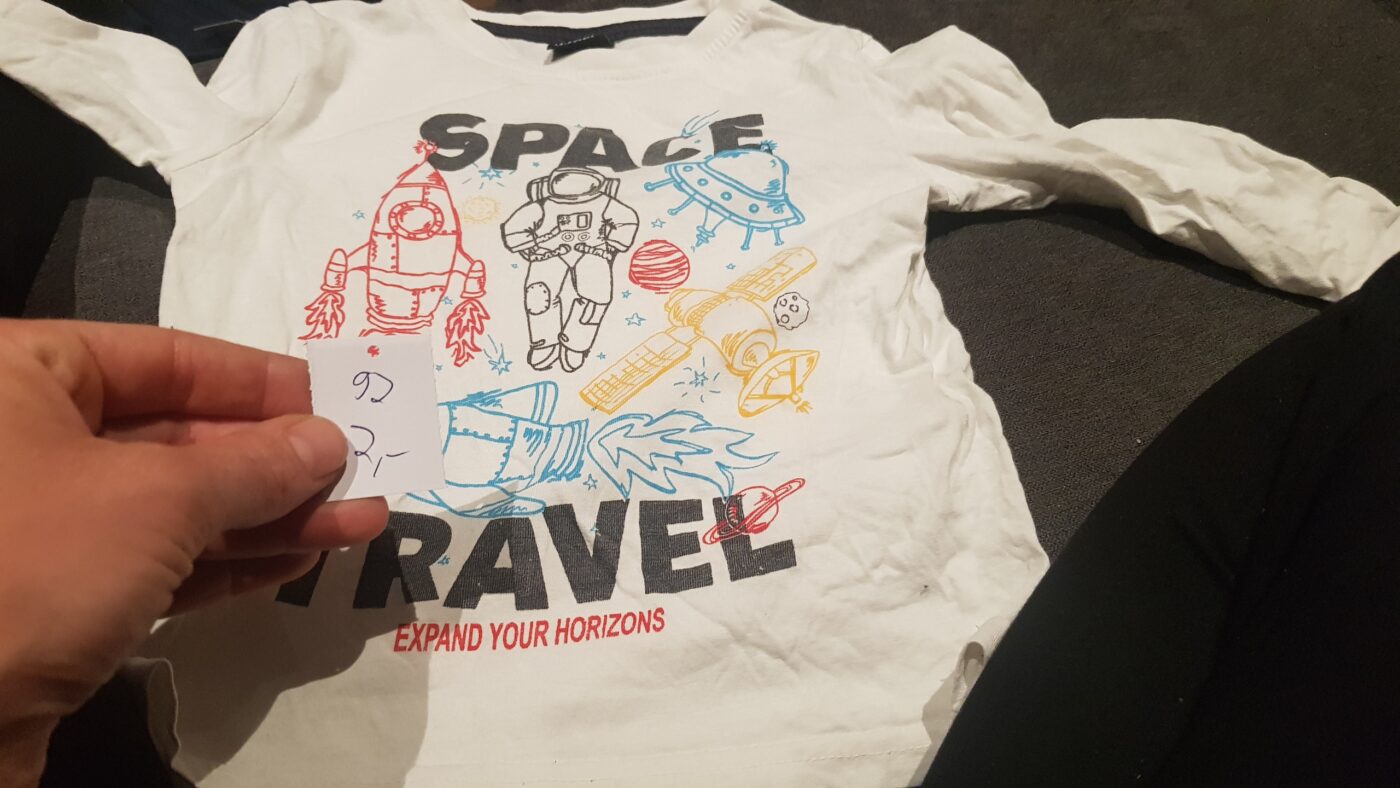 SPACE
92
2,-
TRAVEL
EXPAND YOUR HORIZONS